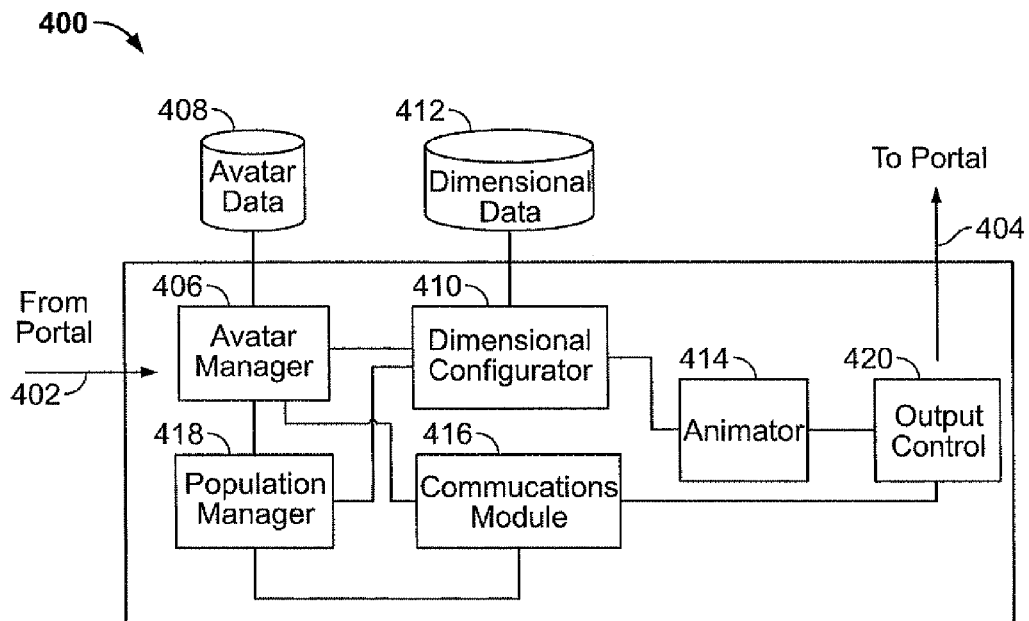 400
408
Avatar
Data
412
Dimensional
Data
To Portal
404
From
Portal
402
406
Avatar
Manager
410
Dimensional
Configurator
414
Animator
420
Output
Control
418
Population
Manager
416
Commucations
Module